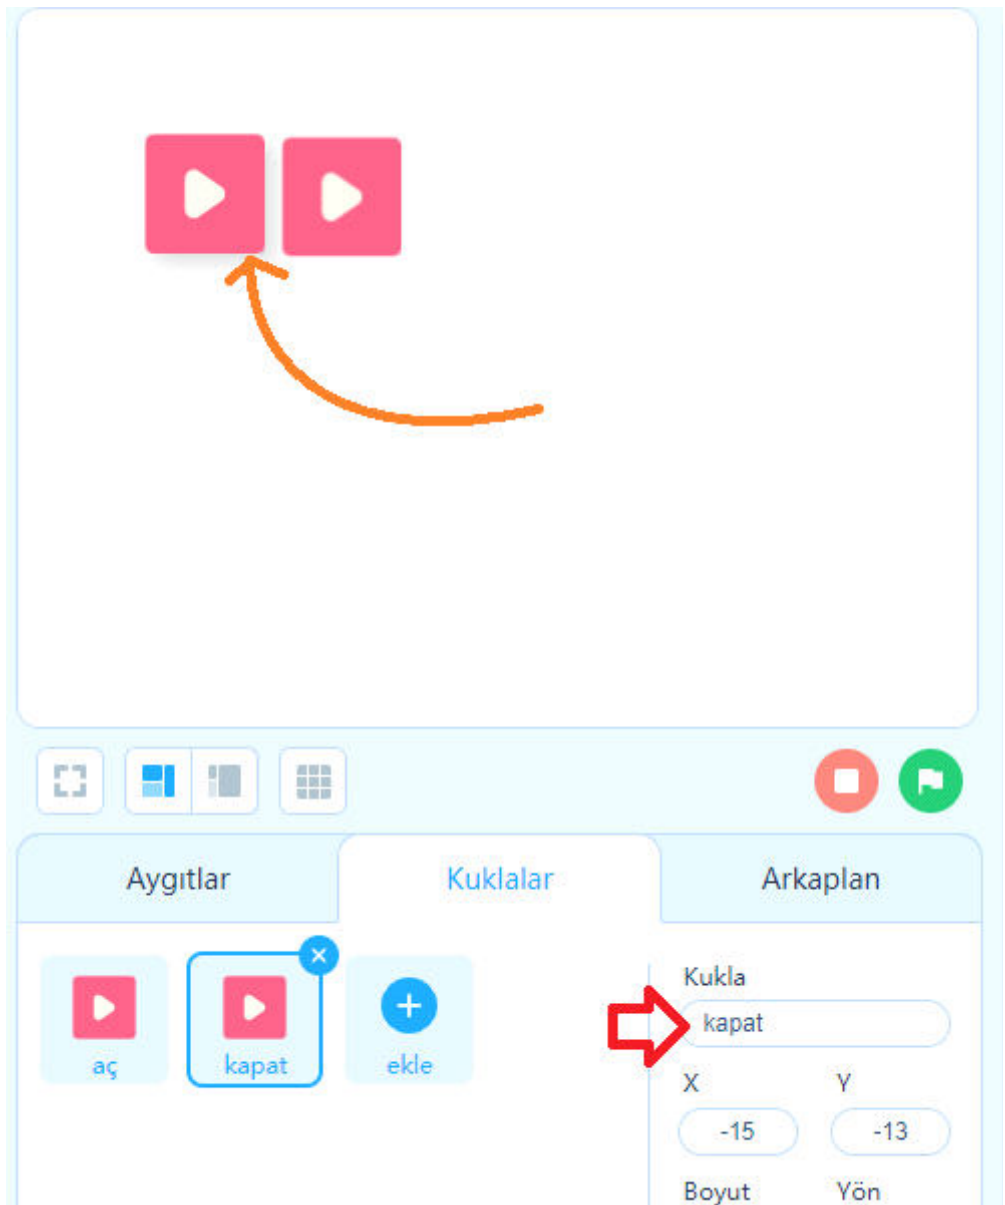 Aygıtlar Kuklalar Arkaplan
aç kapat ekle
Kukla
kapat
X Y
-15 -13
Boyut Yön